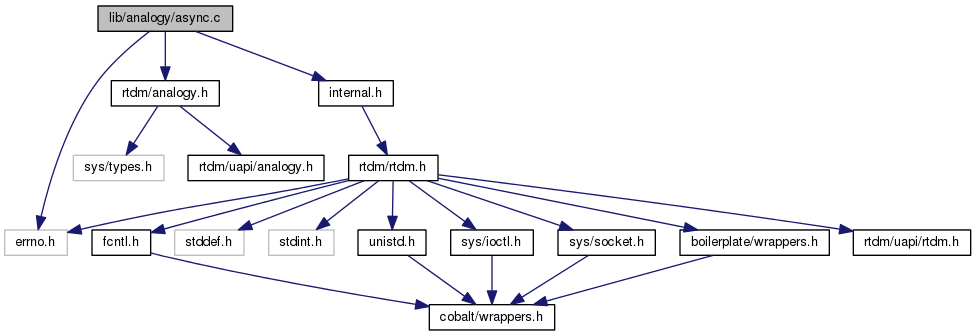 lib/analogy/async.c
rtdm/analogy.h
internal.h
sys/types.h
rtdm/uapi/analogy.h
rtdm/rtdm.h
errno.h
fcntl.h
stddef.h
stdint.h
unistd.h
sys/ioctl.h
sys/socket.h
boilerplate/wrappers.h
rtdm/uapi/rtdm.h
cobalt/wrappers.h